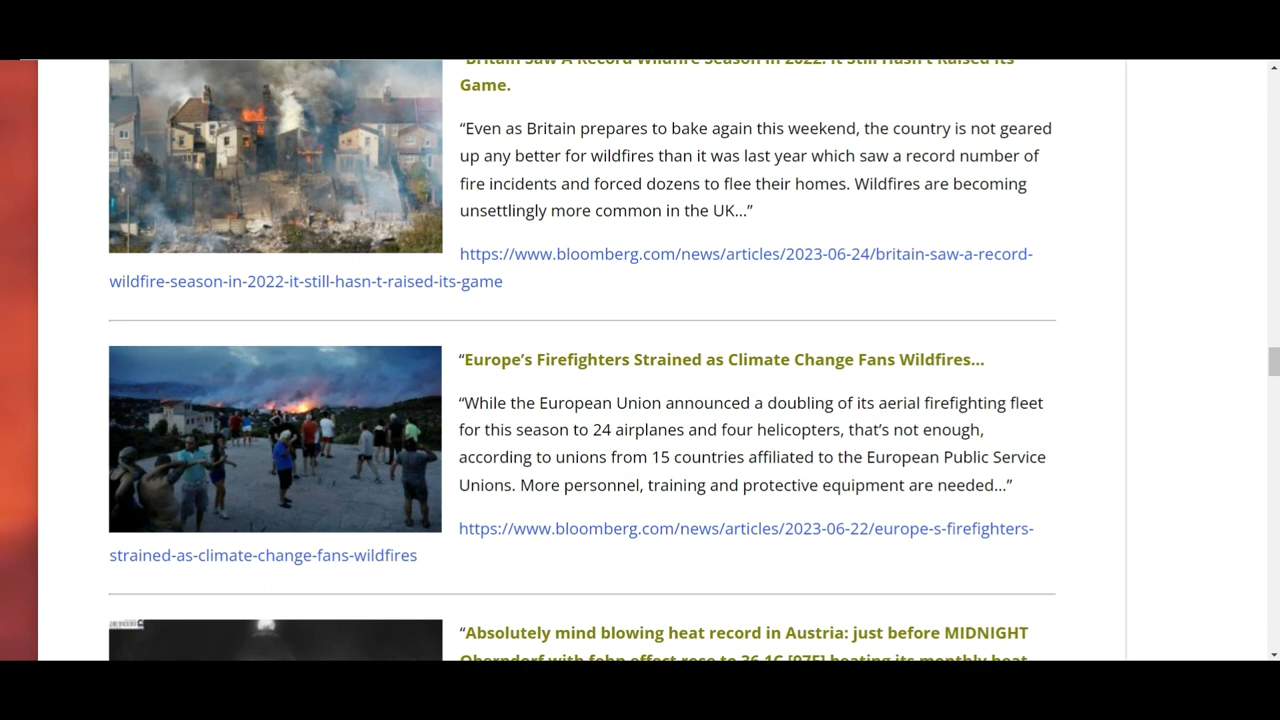 "Britain Saw A Record Wildfire Season in 2022. It Still Hasn't Raised Its
Game.
“Even as Britain prepares to bake again this weekend, the country is not geared
up any better for wildfires than it was last year which saw a record number of
fire incidents and forced dozens to flee their homes. Wildfires are becoming
unsettlingly more common in the UK…”
https://www.bloomberg.com/news/articles/2023-06-24/britain-saw-a-record-
wildfire-season-in-2022-it-still-hasn-t-raised-its-game
“Europe’s Firefighters Strained as Climate Change Fans Wildfires…
“While the European Union announced a doubling of its aerial firefighting fleet
for this season to 24 airplanes and four helicopters, that’s not enough,
according to unions from 15 countries affiliated to the European Public Service
Unions. More personnel, training and protective equipment are needed…”
https://www.bloomberg.com/news/articles/2023-06-22/europe-s-firefighters-
strained-as-climate-change-fans-wildfires
“Absolutely mind blowing heat record in Austria: just before MIDNIGHT
Oberndorf with fohn effect rose to 36.1C [97F] beating its monthly heat